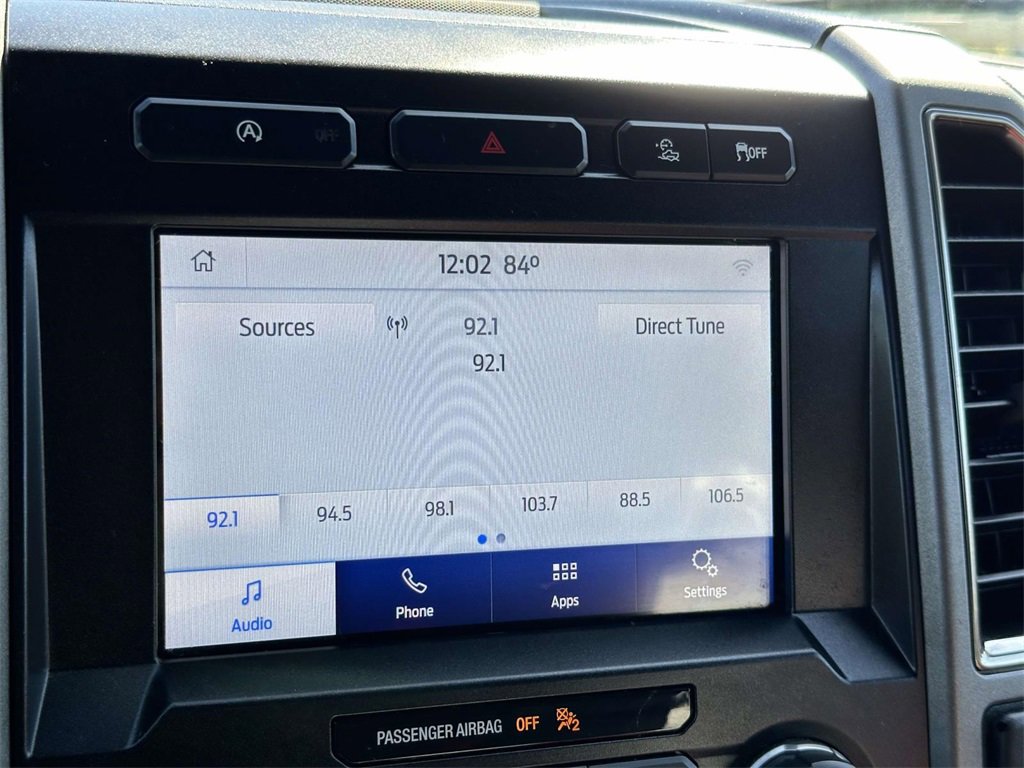 A OFF
OFF
12:02 84º
Sources 92.1 Direct Tune
92.1
92.1 94.5 98.1 103.7 88.5 106.5
Audio Phone Apps Settings
PASSENGER AIRBAG OFF 2